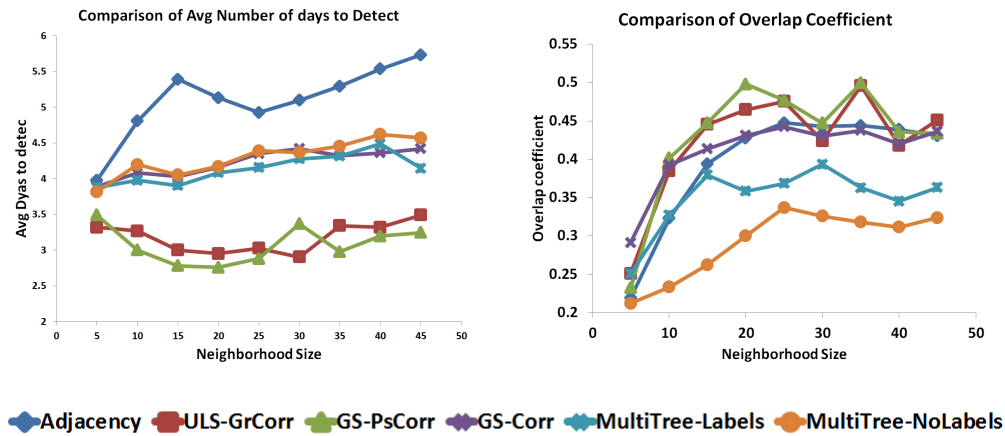 Comparison of Avg Number of days to Detect
6
5.5
5
4.5
4
3.5
3
2.5
2
0 5 10 15 20 25 30 35 40 45 50
Avg Dyas to detec
Neighborhood Size
Comparison of Overlap Coefficient
0.55
0.5
0.45
0.4
0.35
0.3
0.25
0.2
0 10 20 30 40 50
Overlap coefficient
Neighborhood Size
Adjacency ULS-GrCorr GS-PsCorr GS-Corr MultiTree-Labels MultiTree-NoLabels